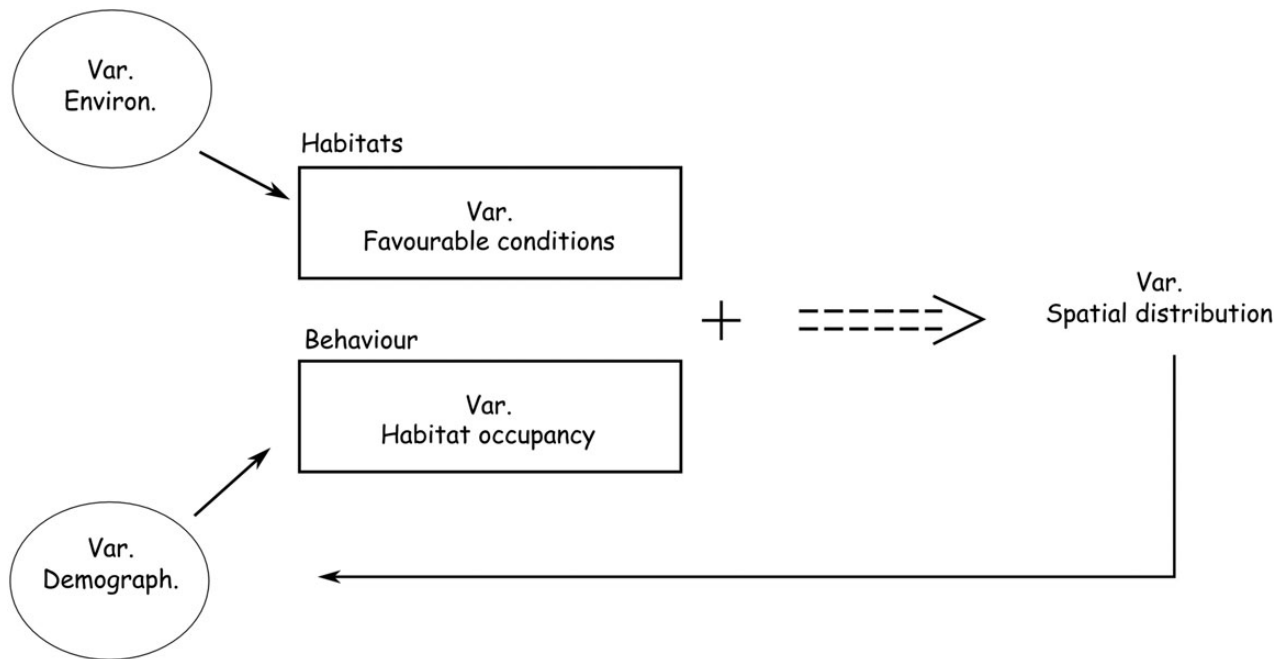 Var.
Environ.
Habitats
Var.
Favourable conditions
Var.
Spatial distribution
Behaviour
Var.
Habitat occupancy
Var.
Demograph.